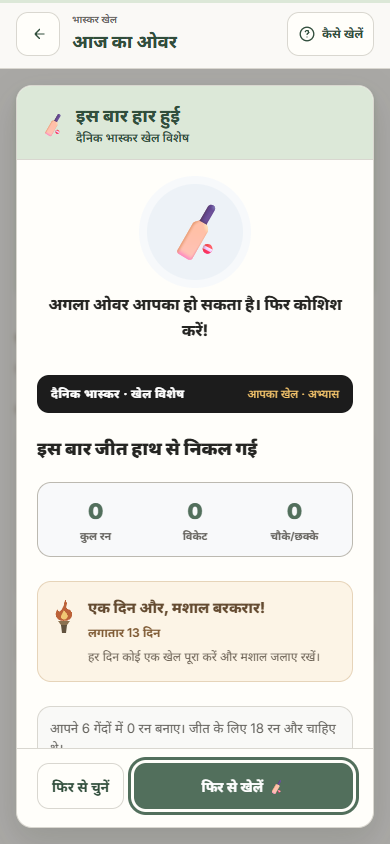 भास्कर खेल
आज का ओवर
कैसे खेलें
इस बार हार हुई
दैनिक भास्कर खेल विशेष
अगला ओवर आपका हो सकता है। फिर कोशिश
करें!
दैनिक भास्कर · खेल विशेष
आपका खेल · अभ्यास
इस बार जीत हाथ से निकल गई
0 0 0
कुल रन विकेट चौके/छक्के
एक दिन और, मशाल बरकरार!
लगातार 13 दिन
हर दिन कोई एक खेल पूरा करें और मशाल जलाए रखें।
आपने 6 गेंदों में 0 रन बनाए। जीत के लिए 18 रन और चाहिए
थे।
फिर से चुनें
फिर से खेलें